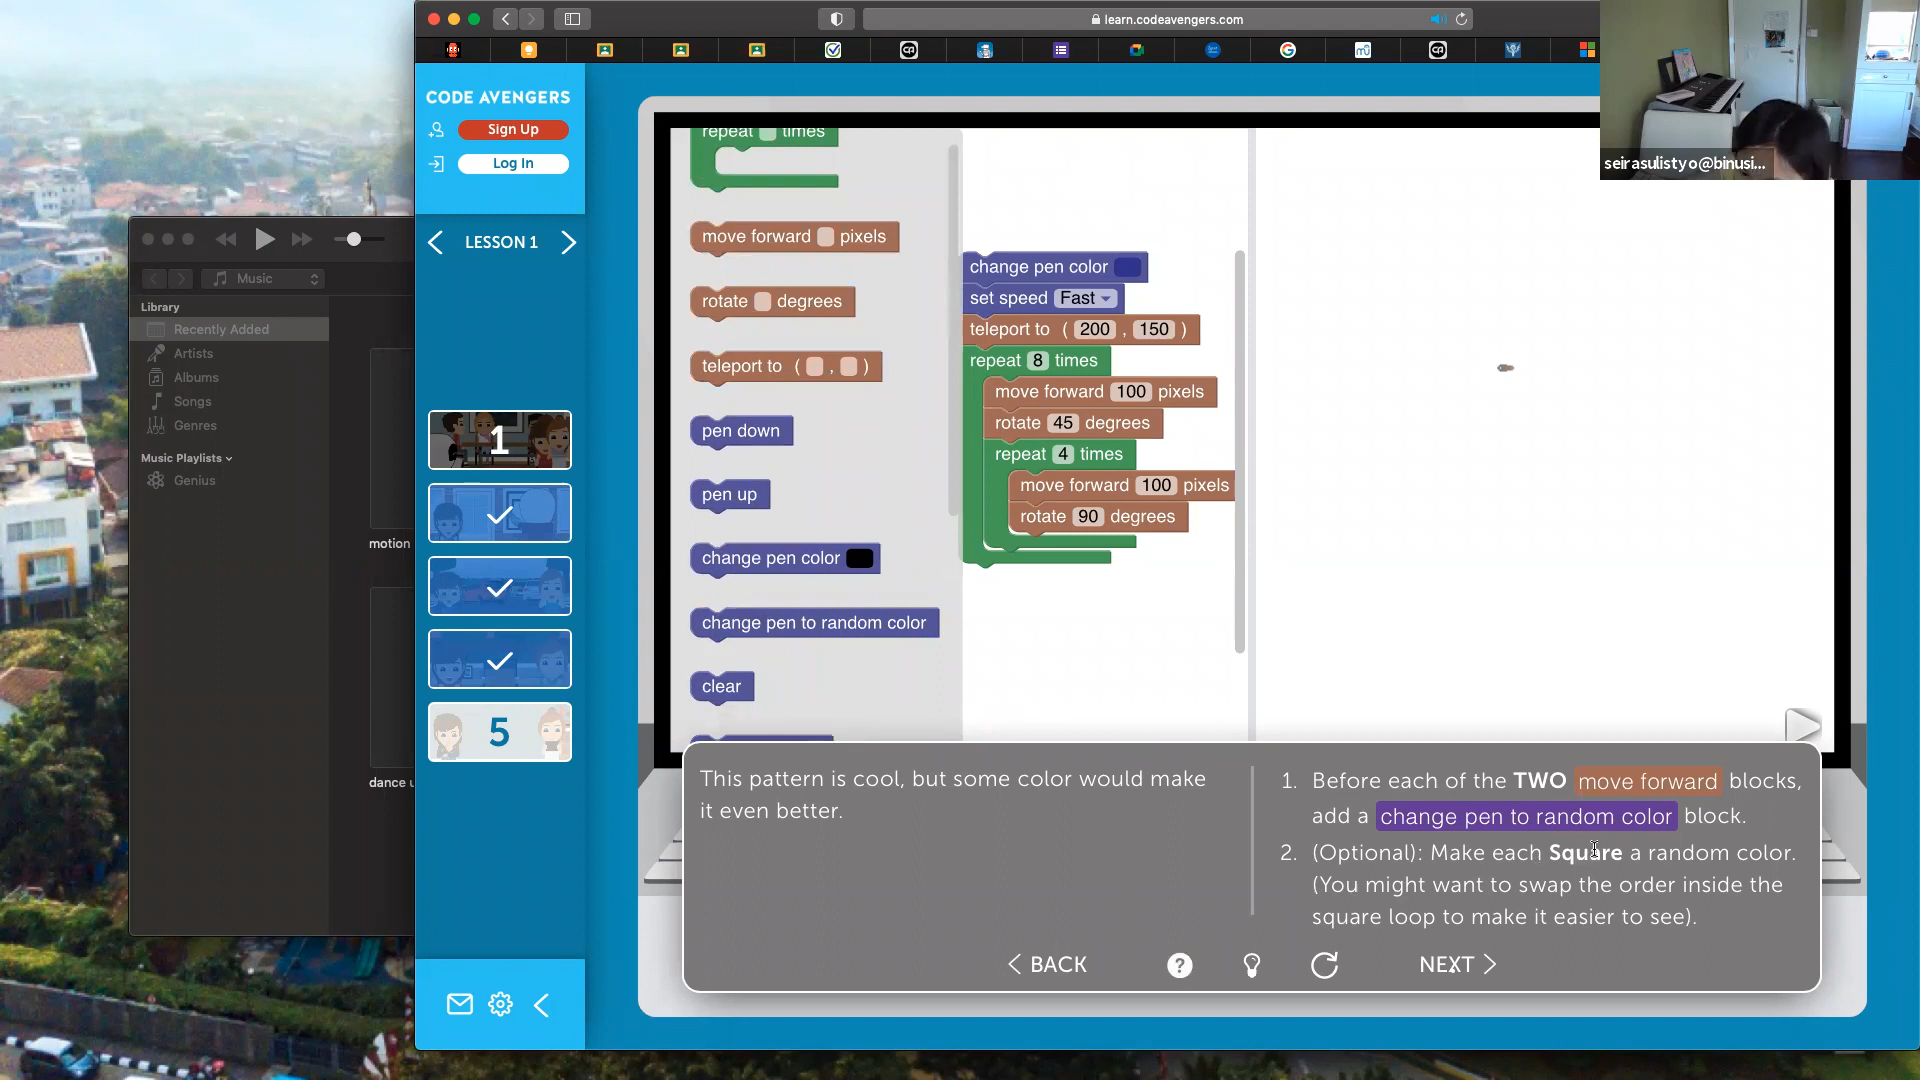 learn.codeavengers.com
seirasulistyo@binusi...
CODE AVENGERS
Sign Up
Log In
LESSON 1
1
5
Music
Library
Recently Added
Artists
Albums
Songs
Genres
Music Playlists
Genius
motion
dance u
repeat times
move forward pixels
rotate degrees
teleport to ( , )
pen down
pen up
change pen color
change pen to random color
clear
change pen color
set speed Fast
teleport to ( 200 , 150 )
repeat 8 times
move forward 100 pixels
rotate 45 degrees
repeat 4 times
move forward 100 pixels
rotate 90 degrees
This pattern is cool, but some color would make
it even better.
1. Before each of the TWO move forward blocks,
add a change pen to random color block.
2. (Optional): Make each Square a random color.
(You might want to swap the order inside the
square loop to make it easier to see).
BACK
?
NEXT